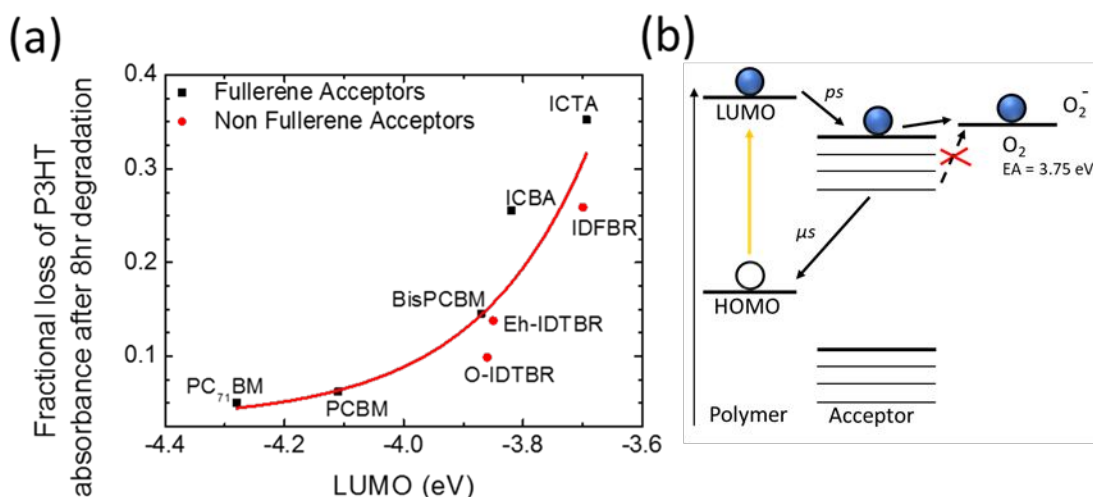 (a)
Fractional loss of P3HT
absorbance after 8hr degradation
0.4
0.3
0.2
0.1
Fullerene Acceptors
Non Fullerene Acceptors
ICTA
ICBA
IDFBR
BisPCBM
Eh-IDTBR
O-IDTBR
PC₇₁BM
PCBM
-4.4 -4.2 -4.0 -3.8 -3.6
LUMO (eV)
(b)
LUMO
ps
O₂⁻
O₂
EA = 3.75 eV
μs
HOMO
Polymer Acceptor